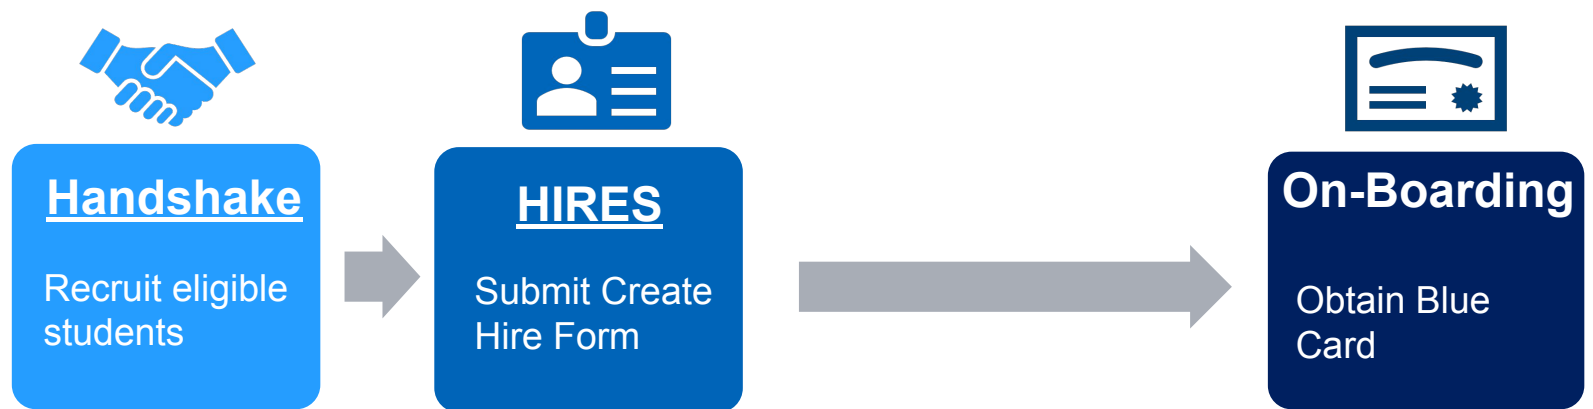 Handshake
Recruit eligible
students
HIRES
Submit Create
Hire Form
On-Boarding
Obtain Blue
Card